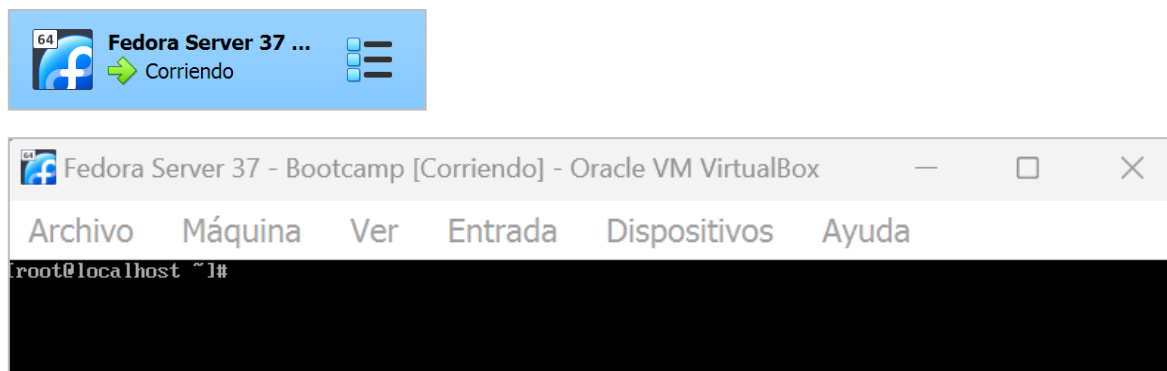 64
Fedora Server 37 ...
Corriendo
64
Fedora Server 37 - Bootcamp [Corriendo] - Oracle VM VirtualBox
Archivo Máquina Ver Entrada Dispositivos Ayuda
[root@localhost ~]#